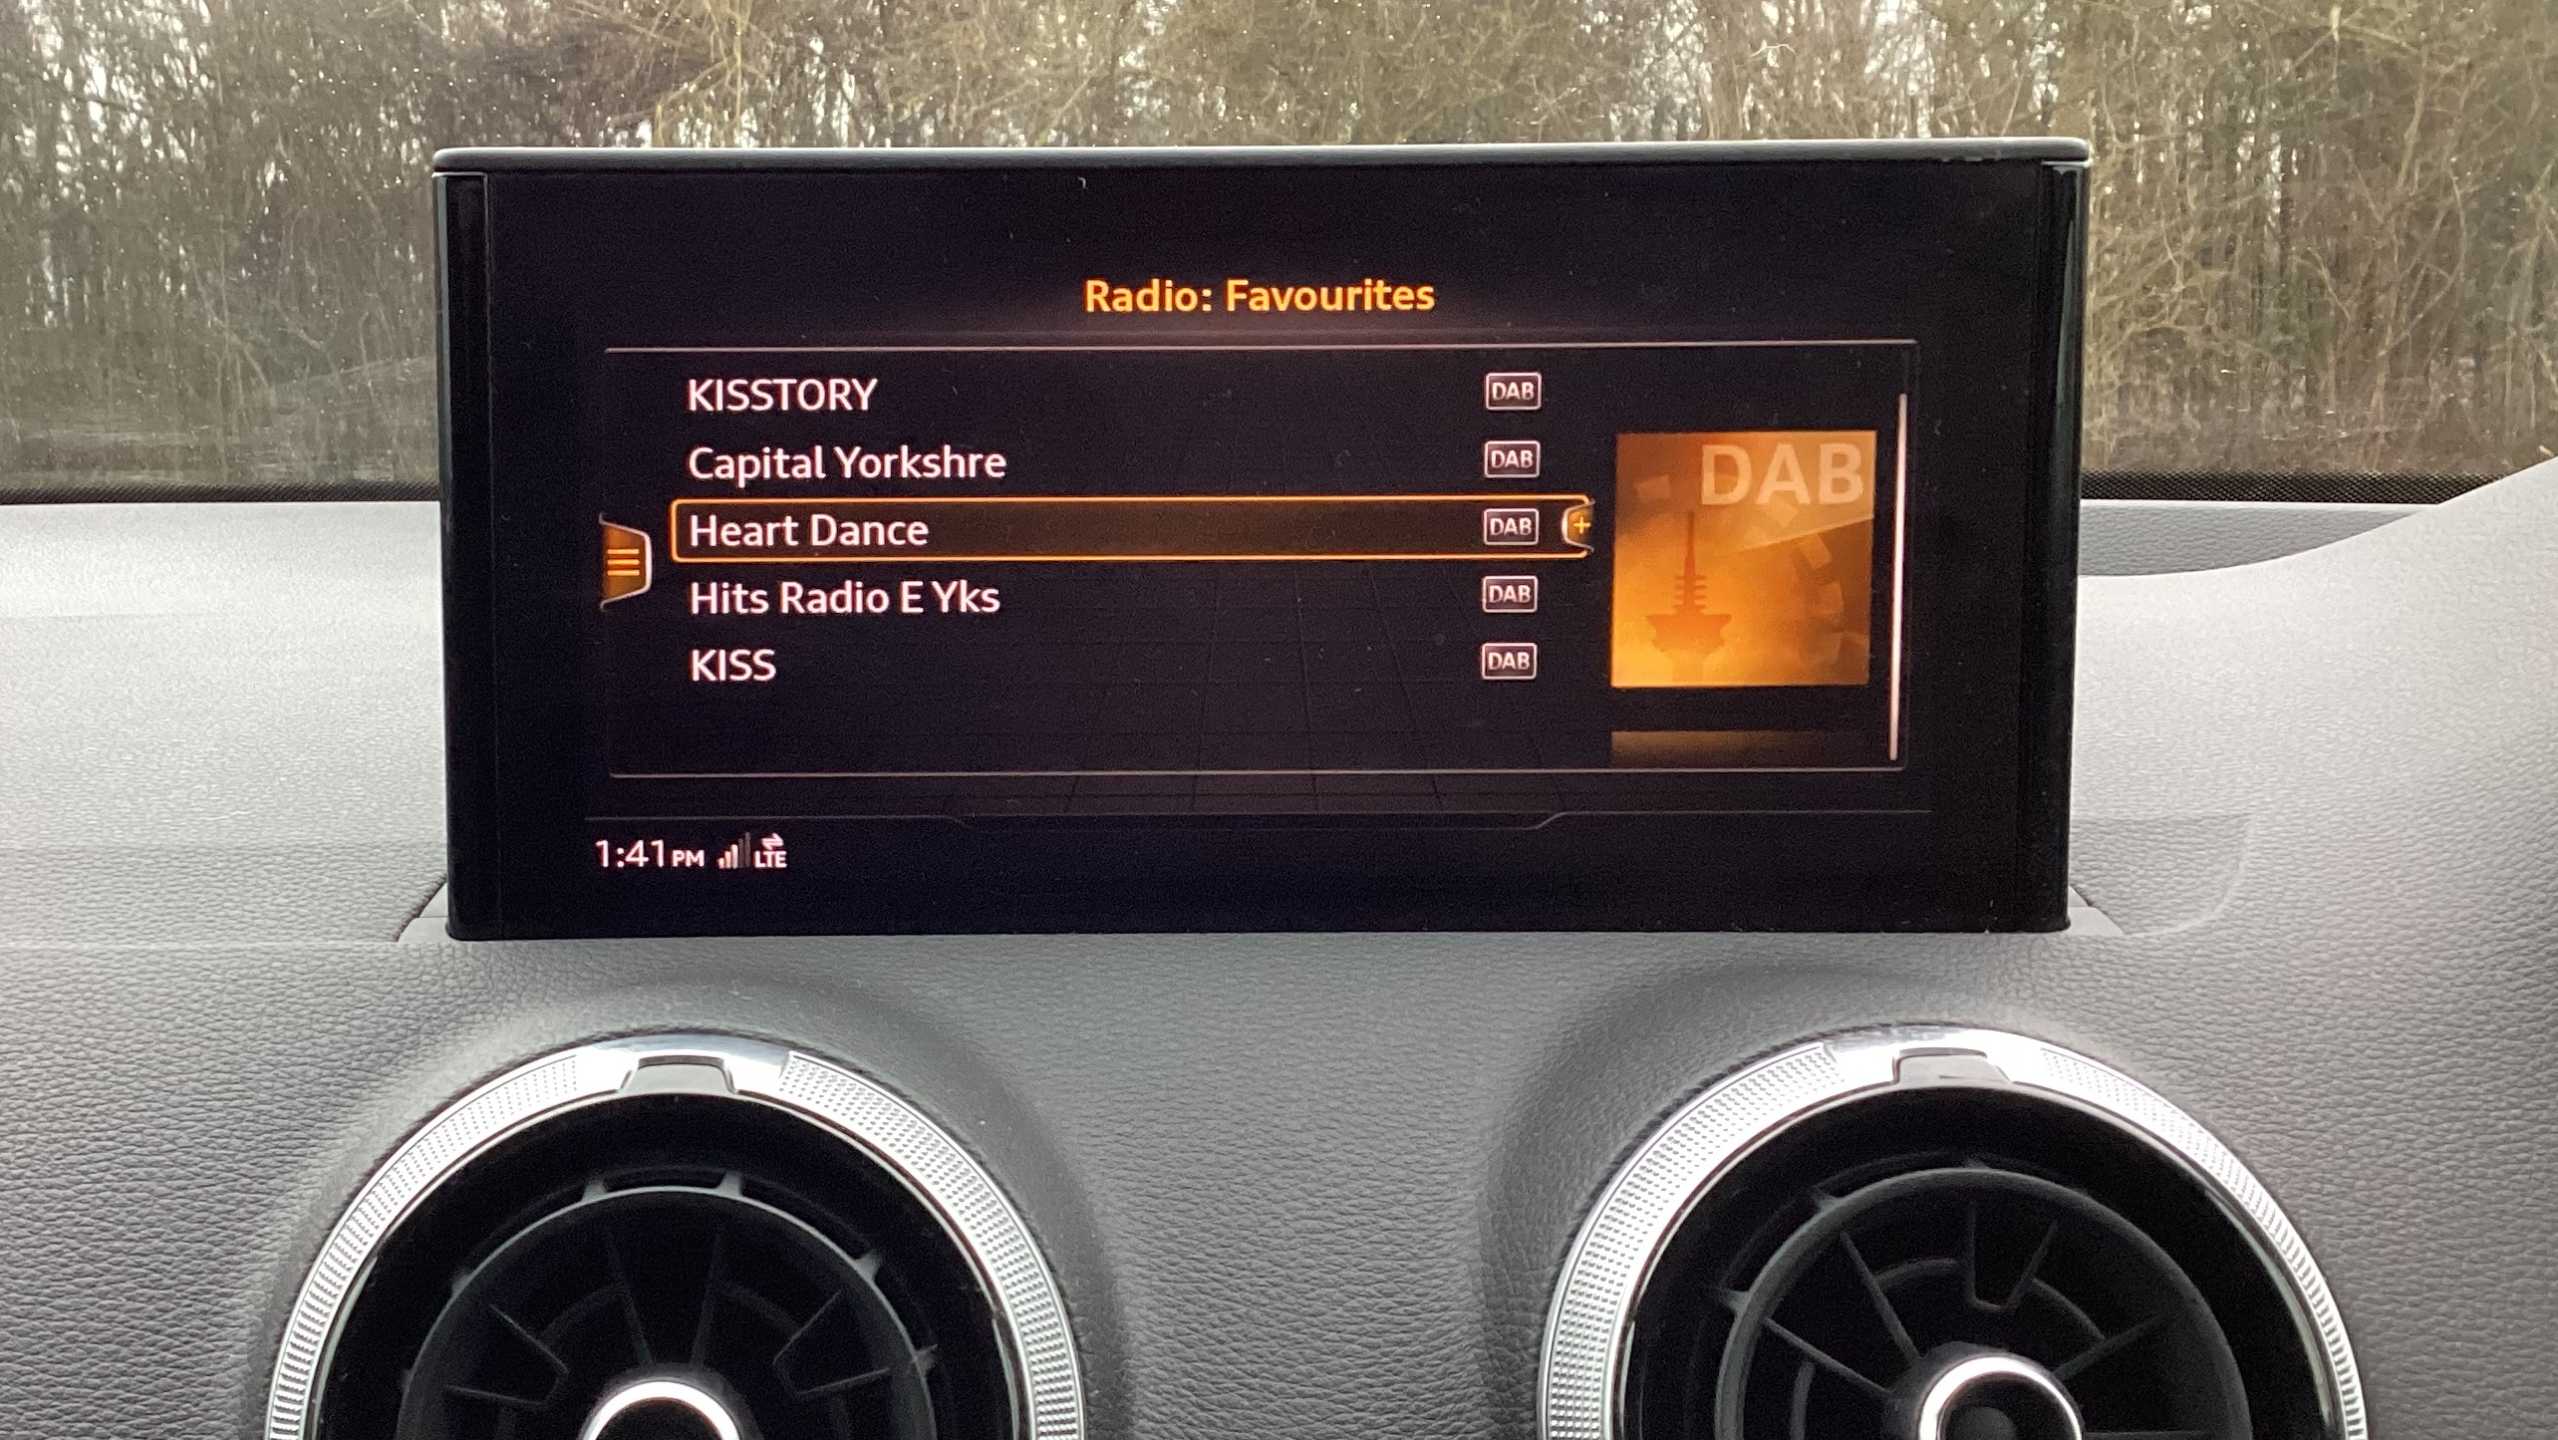 Radio: Favourites
KISSTORY DAB
Capital Yorkshre DAB
Heart Dance DAB
Hits Radio E Yks DAB
KISS DAB
DAB
1:41PM LTE